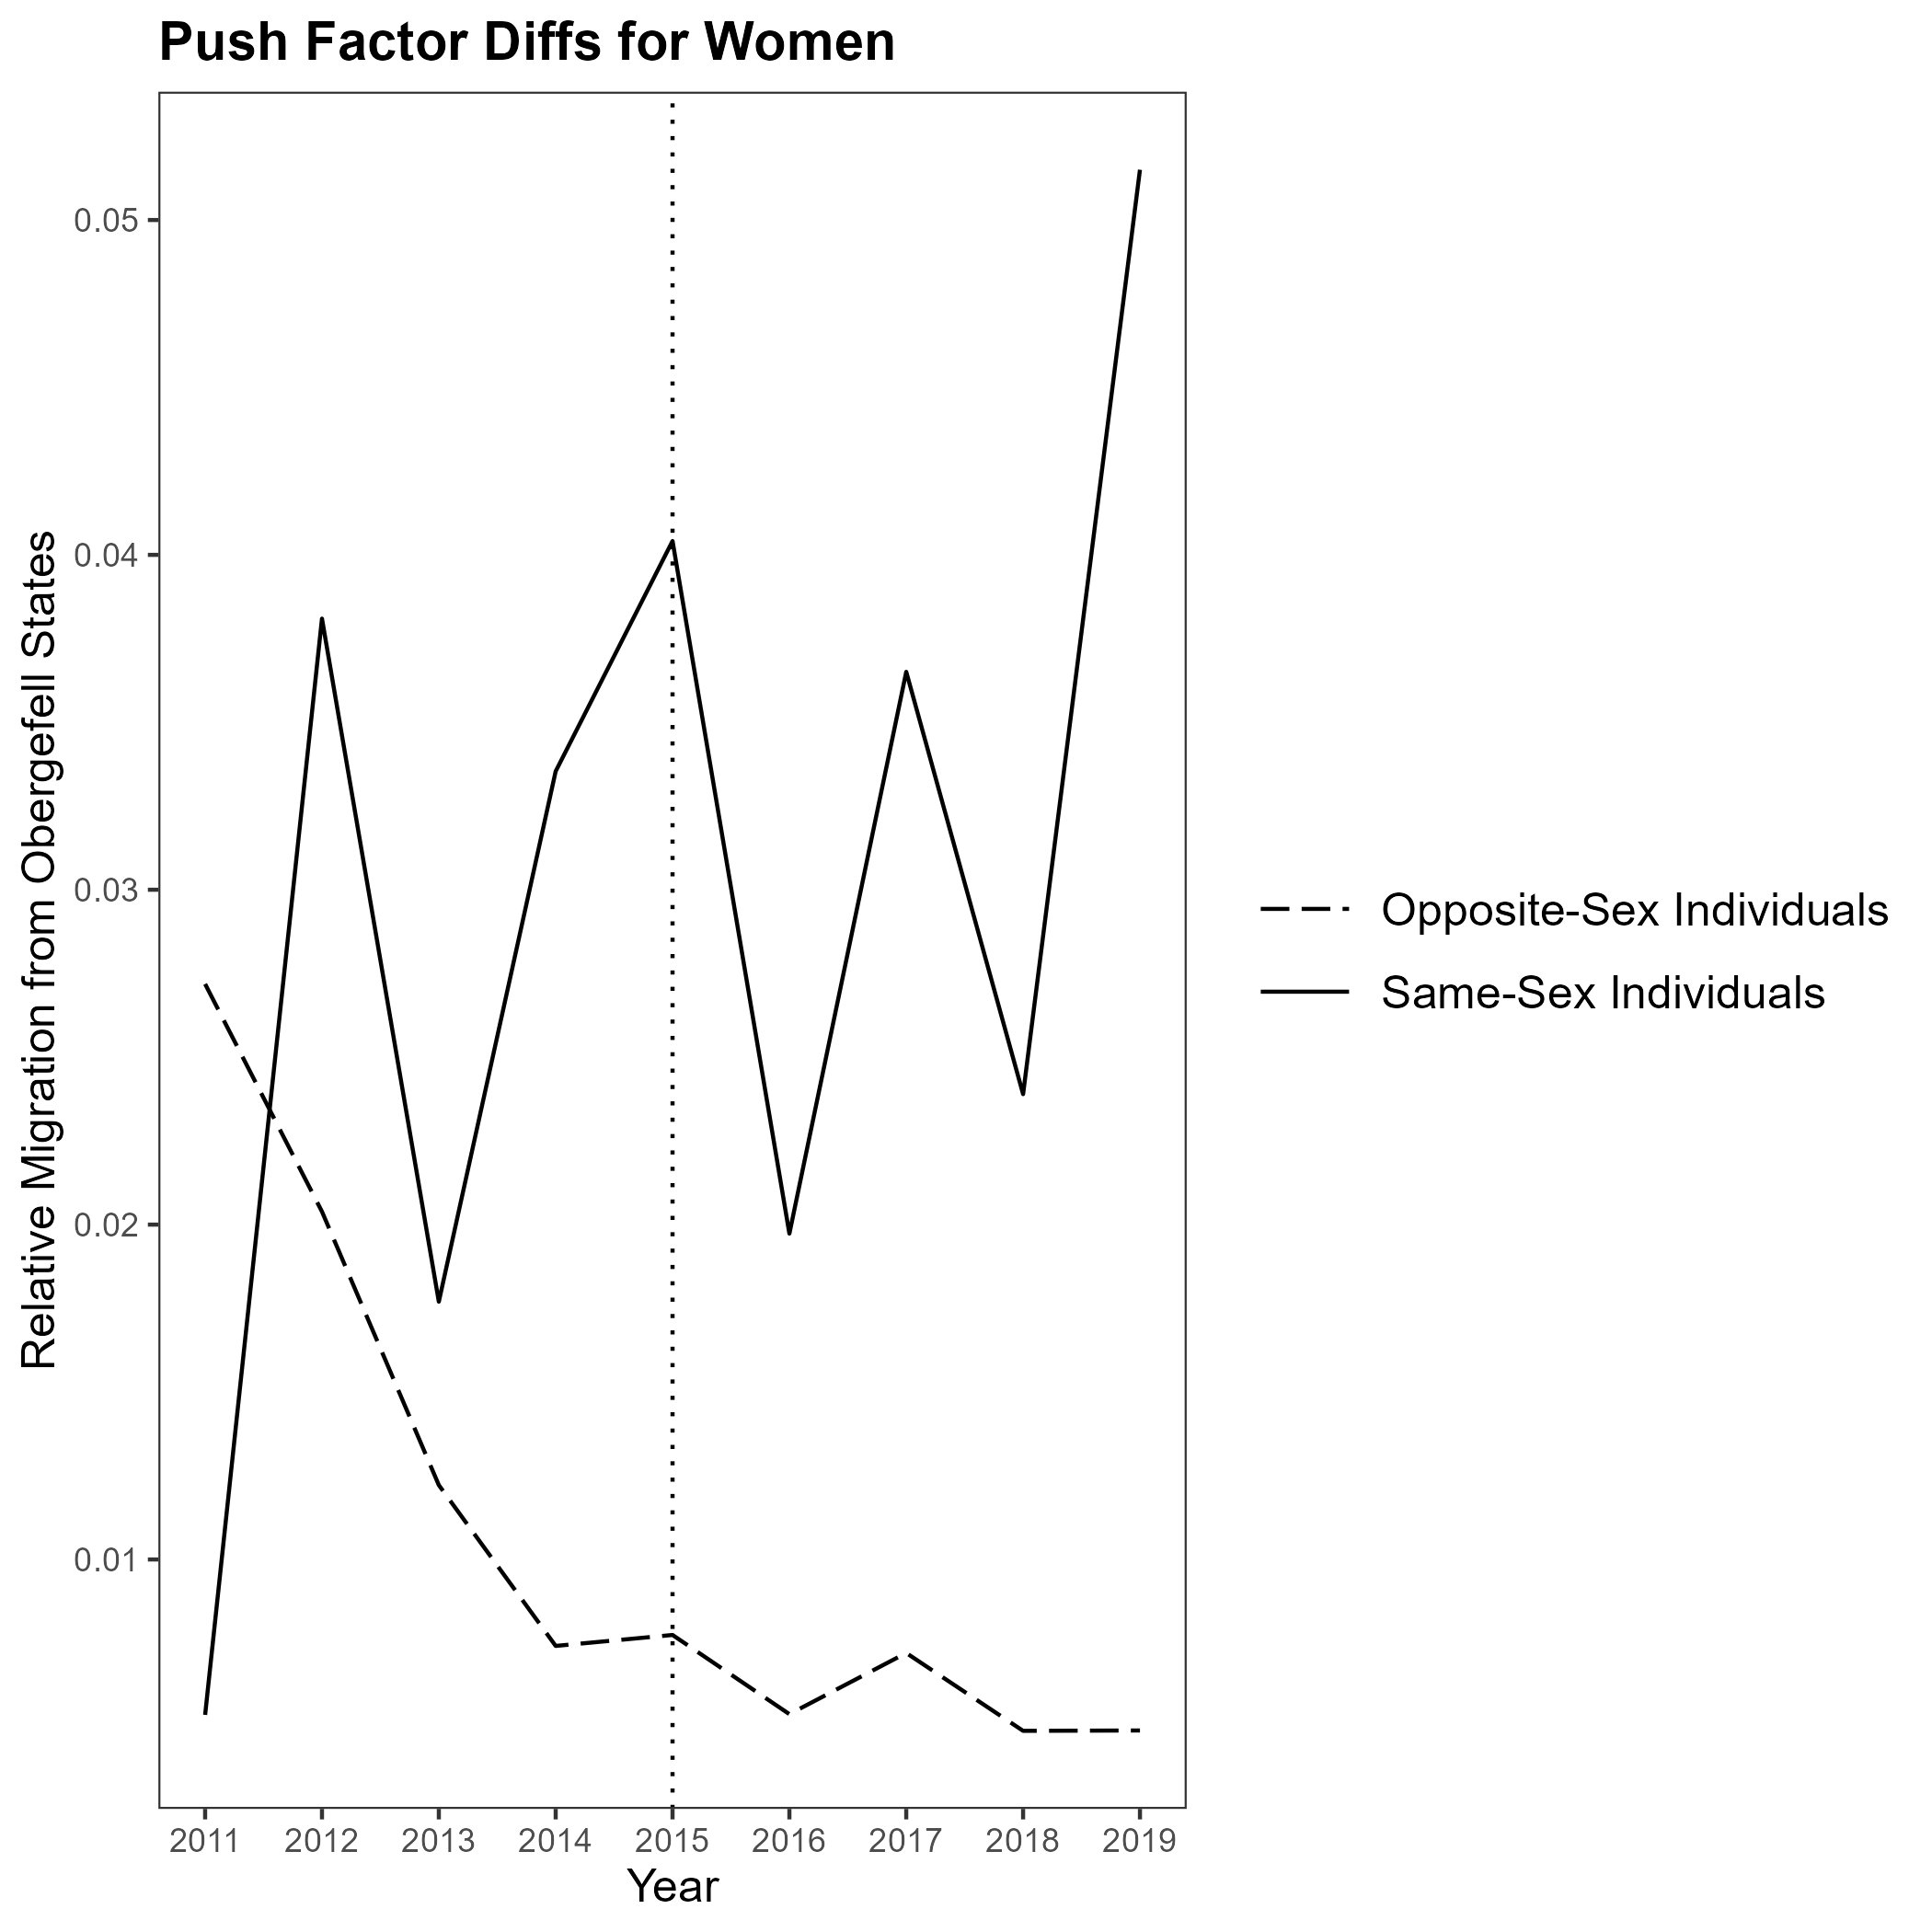 Push Factor Diffs for Women
Relative Migration from Obergefell States
0.05
0.04
0.03
0.02
0.01
2011 2012 2013 2014 2015 2016 2017 2018 2019
Year
Opposite-Sex Individuals
Same-Sex Individuals